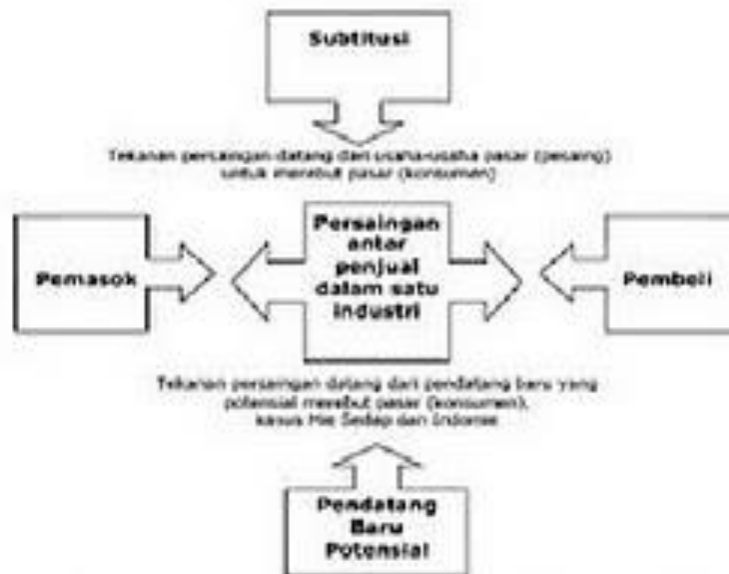 Subtitusi
Tekanan persaingan datang dari usaha-usaha pasar (pesaing)
untuk merebut pasar (konsumen)
Pemasok
Persaingan
antar
penjual
dalam satu
industri
Pembeli
Tekanan persaingan datang dari pendatang baru yang
potensial merebut pasar (konsumen),
kasus Mie Sedap dan Indomie
Pendatang
Baru
Potensial